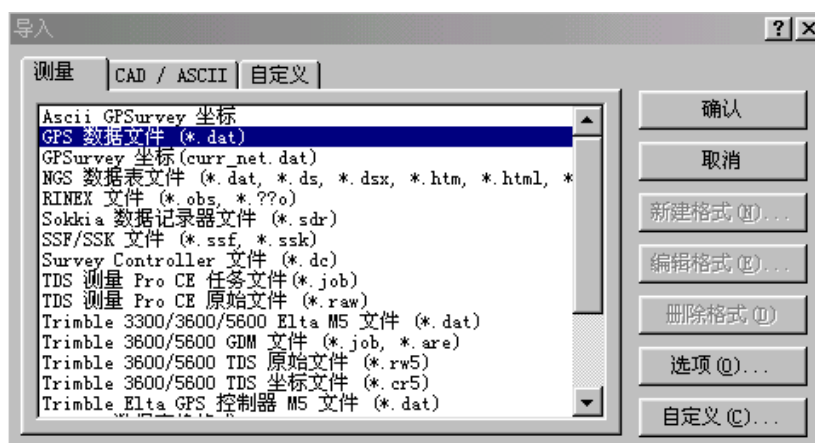 导入
测量
CAD / ASCII
自定义
Ascii GPSurvey 坐标
GPS 数据文件 (*.dat)
GPSurvey 坐标(curr_net.dat)
NGS 数据表文件 (*.dat, *.ds, *.dsx, *.htm, *.html, *
RINEX 文件 (*.obs, *.??o)
Sokkia 数据记录器文件 (*.sdr)
SSF/SSK 文件 (*.ssf, *.ssk)
Survey Controller 文件 (*.dc)
TDS 测量 Pro CE 任务文件(*.job)
TDS 测量 Pro CE 原始文件(*.raw)
Trimble 3300/3600/5600 Elta M5 文件 (*.dat)
Trimble 3600/5600 GDM 文件 (*.job, *.are)
Trimble 3600/5600 TDS 原始文件(*.rw5)
Trimble 3600/5600 TDS 坐标文件(*.cr5)
Trimble Elta GPS 控制器 M5 文件 (*.dat)
确认
取消
新建格式(N)...
编辑格式(E)...
删除格式(D)
选项(O)...
自定义(C)...